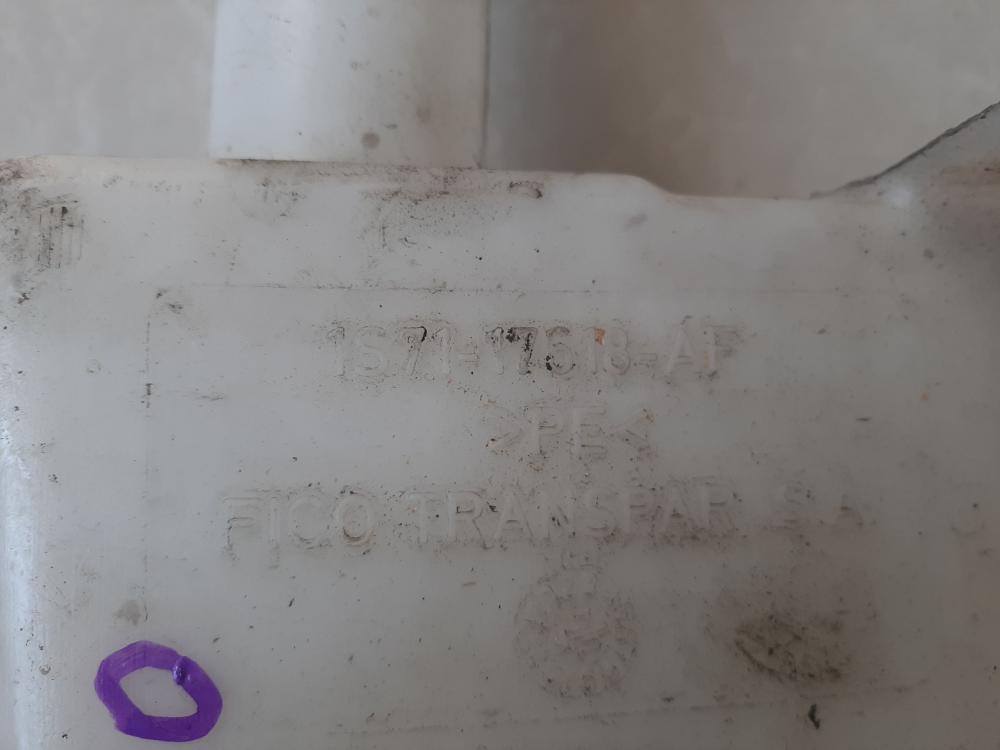 1S71-17618-AF
>PE<
FICO TRANSPAR S.A